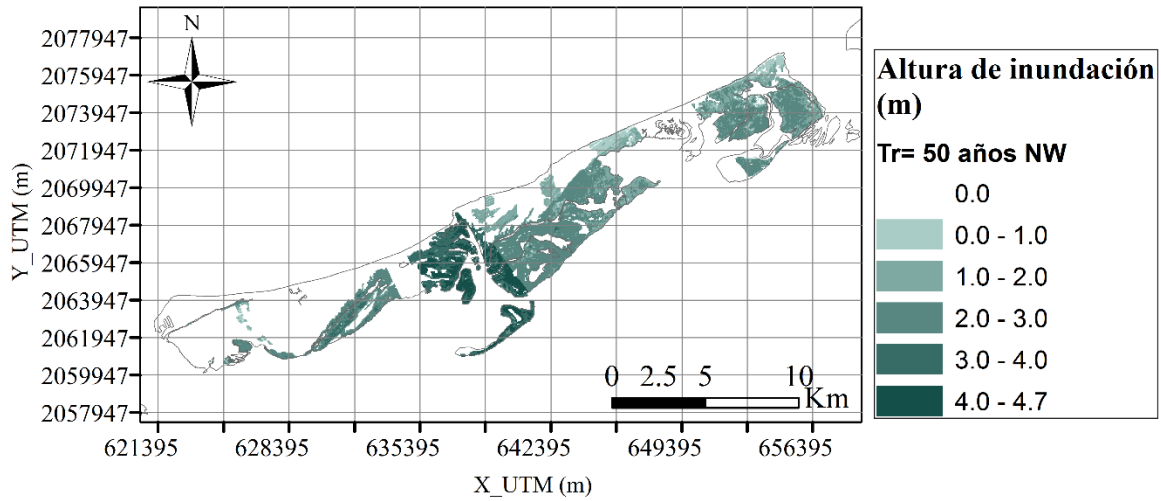 N
2077947
2075947
2073947
2071947
2069947
2067947
2065947
2063947
2061947
2059947
2057947
Y_UTM (m)
621395 628395 635395 642395 649395 656395
X_UTM (m)
0 2.5 5 10
Km
Altura de inundación
(m)
Tr= 50 años NW
0.0
0.0 - 1.0
1.0 - 2.0
2.0 - 3.0
3.0 - 4.0
4.0 - 4.7